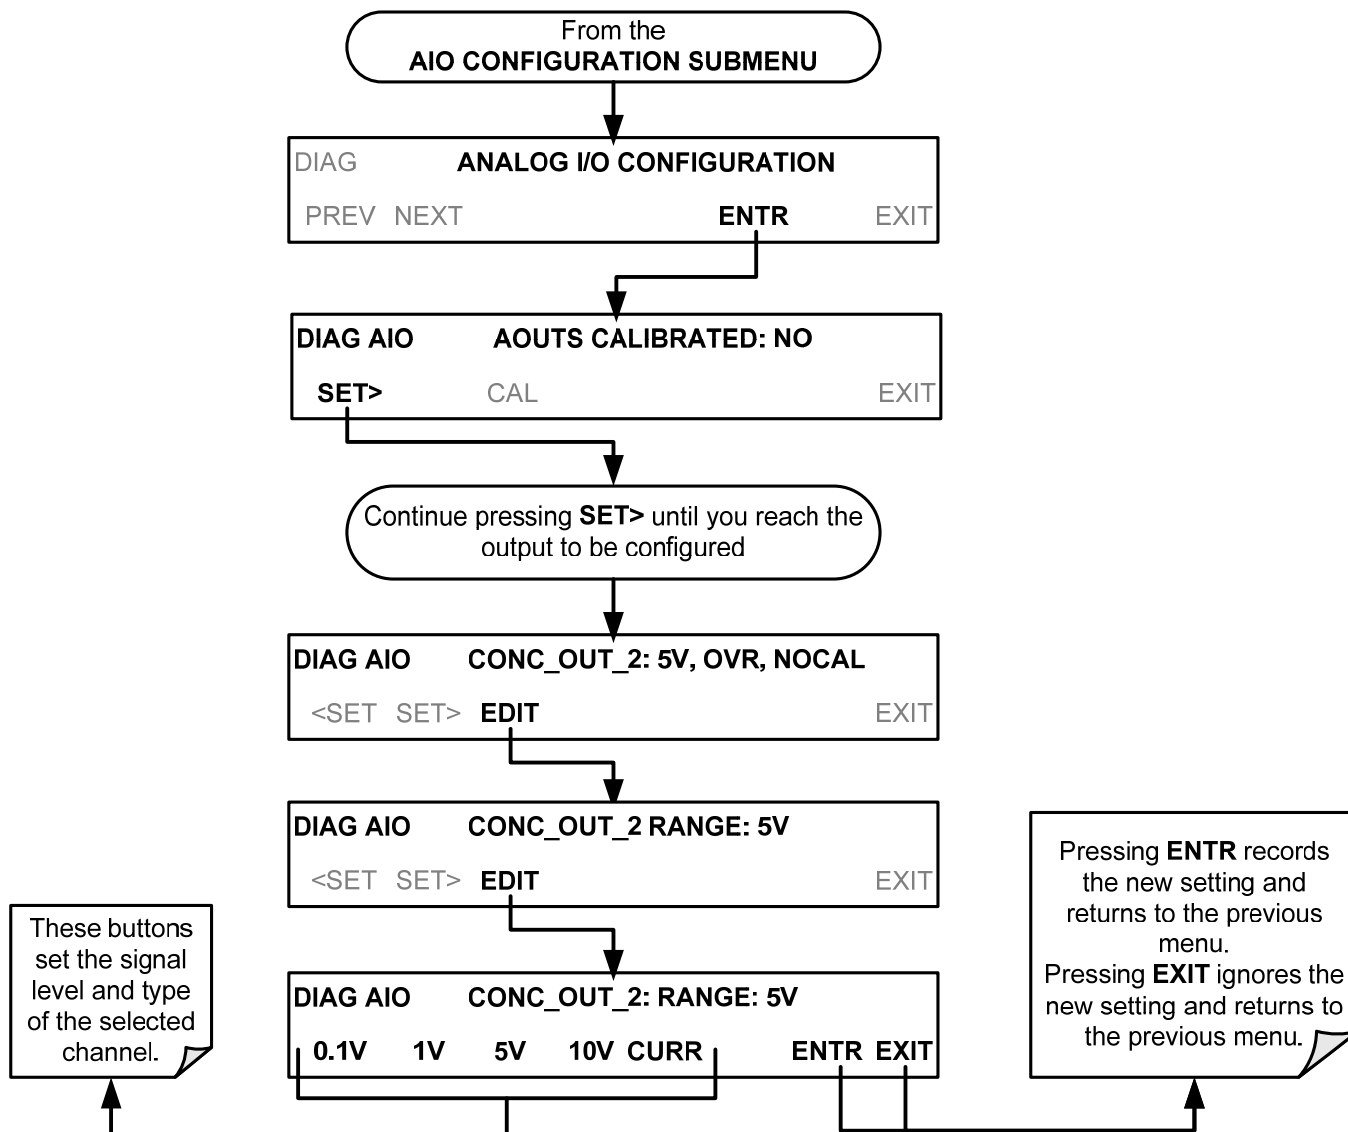 From the
AIO CONFIGURATION SUBMENU
DIAG ANALOG I/O CONFIGURATION
PREV NEXT ENTR EXIT
DIAG AIO AOUTS CALIBRATED: NO
SET> CAL EXIT
Continue pressing SET> until you reach the
output to be configured
DIAG AIO CONC_OUT_2: 5V, OVR, NOCAL
<SET SET> EDIT EXIT
DIAG AIO CONC_OUT_2 RANGE: 5V
<SET SET> EDIT EXIT
DIAG AIO CONC_OUT_2: RANGE: 5V
0.1V 1V 5V 10V CURR ENTR EXIT
These buttons
set the signal
level and type
of the selected
channel.
Pressing ENTR records
the new setting and
returns to the previous
menu.
Pressing EXIT ignores the
new setting and returns to
the previous menu.